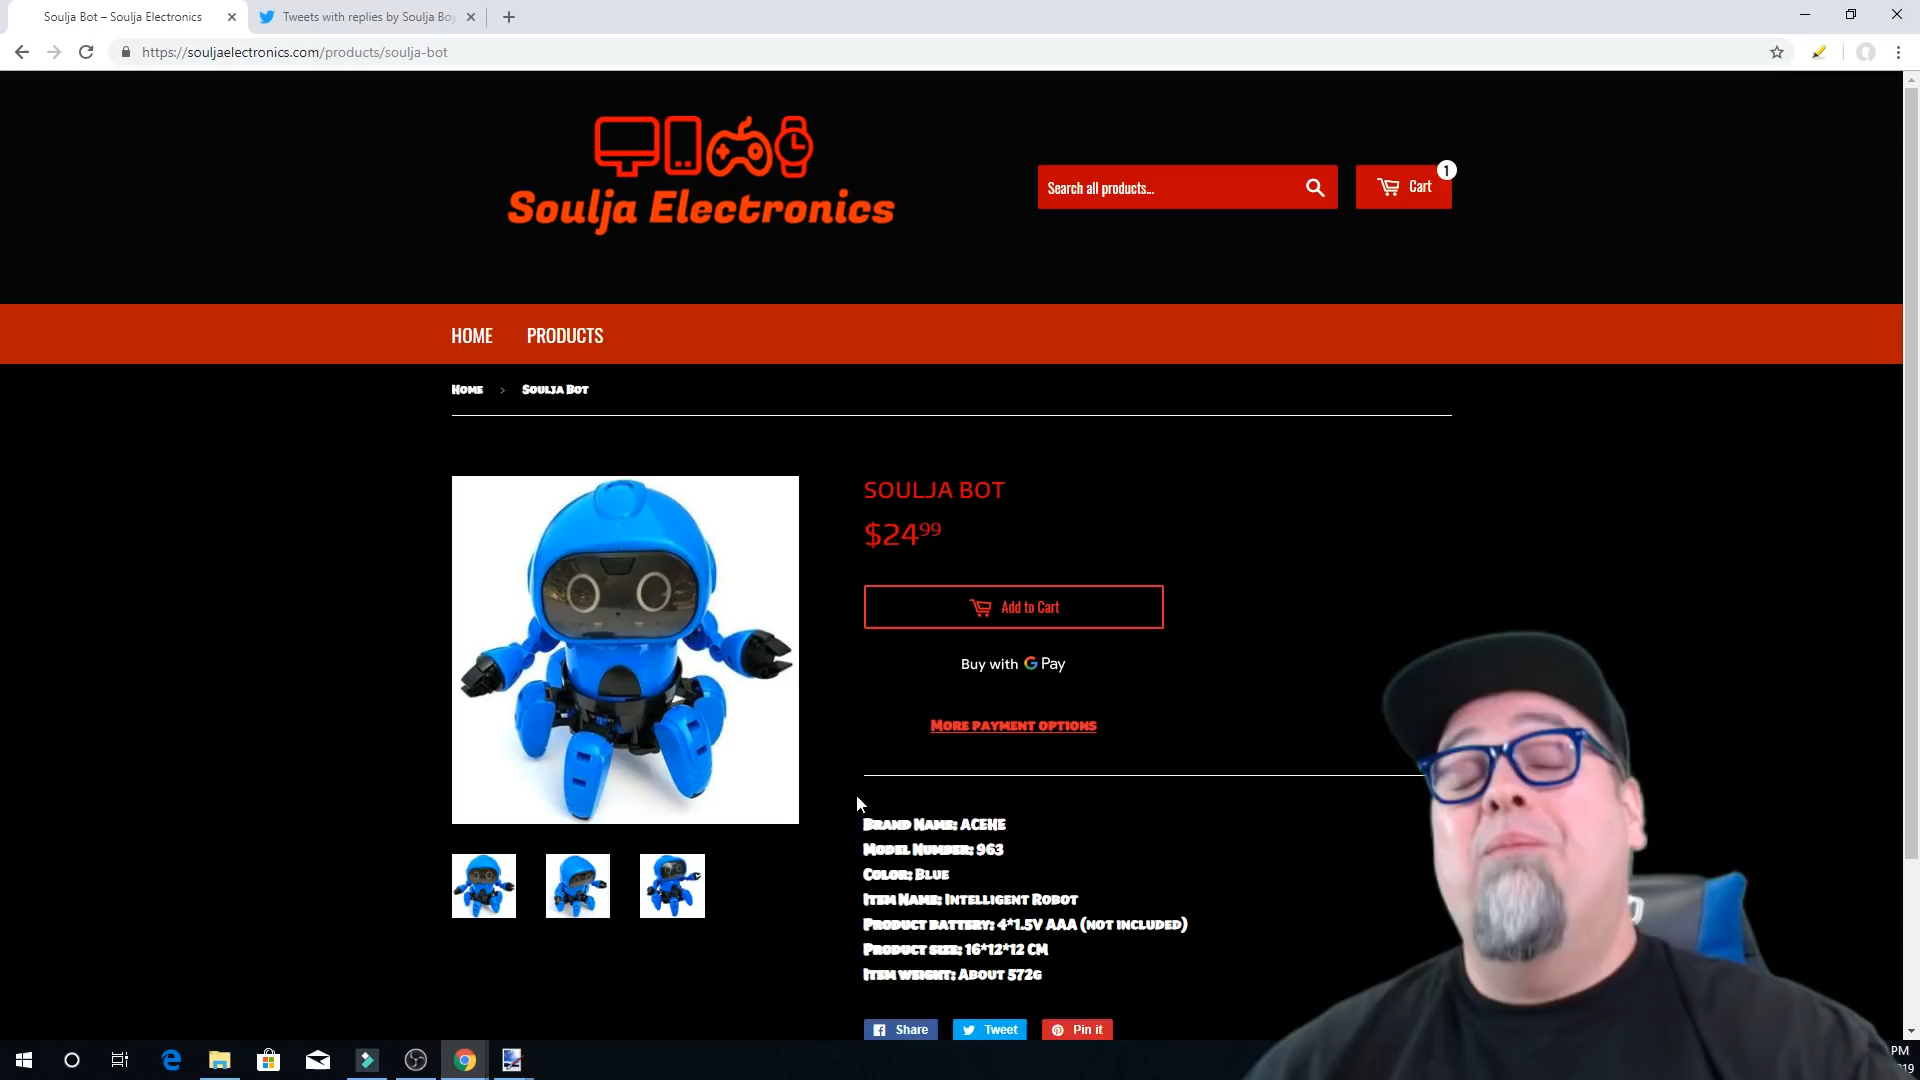 Soulja Bot – Soulja Electronics
Tweets with replies by Soulja Boy
https://souljaelectronics.com/products/soulja-bot
Soulja Electronics
Search all products...
Cart
1
HOME PRODUCTS
Home > Soulja Bot
SOULJA BOT
$24.99
Add to Cart
Buy with G Pay
More payment options
Brand Name: ACEHE
Model Number: 963
Color: Blue
Item Name: Intelligent Robot
Product battery: 4*1.5V AAA (not included)
Product size: 16*12*12 CM
Item weight: About 572g
Share Tweet Pin it
PM